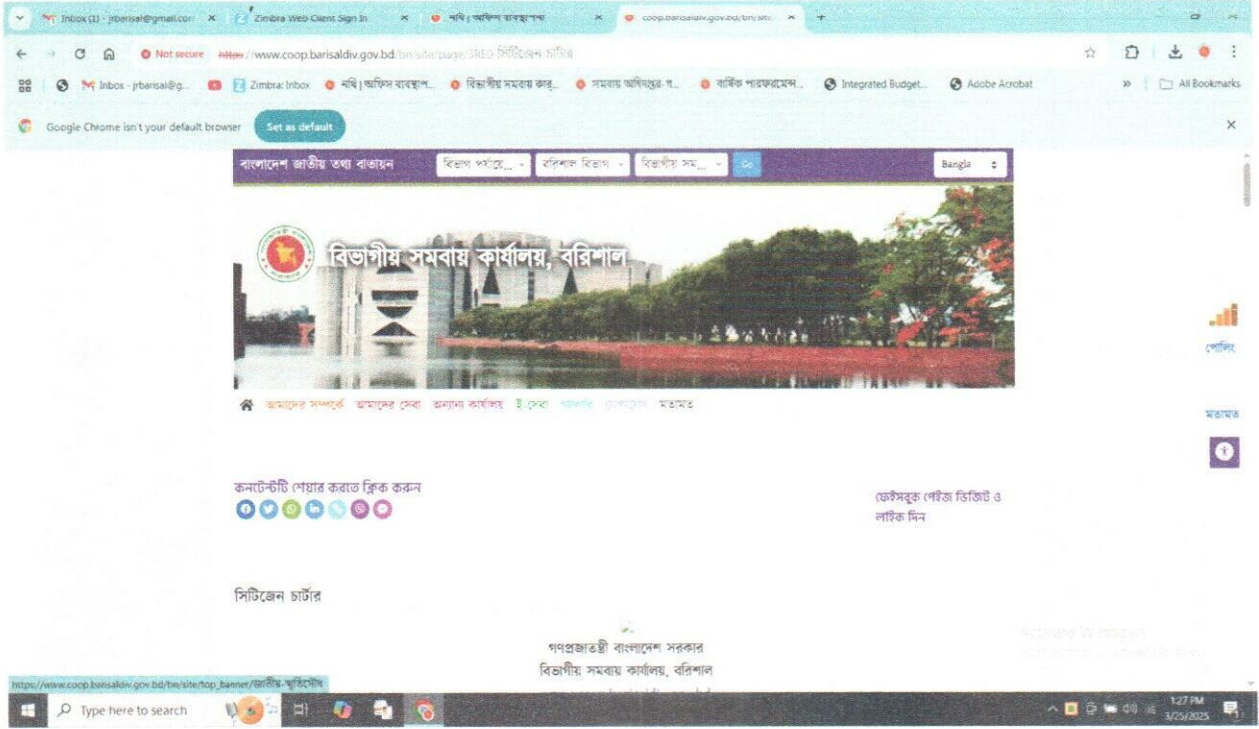 Inbox (1) - jrbarisal@gmail.com
Zimbra Web Client Sign In
নথি | অফিস ব্যবস্থাপনা
coop.barisaldiv.gov.bd/bn/site
Not secure https://www.coop.barisaldiv.gov.bd/bn/site/page/
Inbox - jrbarisal@g...
Zimbra: Inbox
নথি | অফিস ব্যবস্থাপ...
বিভাগীয় সমবায় কার্...
সমবায় অধিদপ্তর-গ...
বার্ষিক পারফরমেন্স...
Integrated Budget...
Adobe Acrobat
All Bookmarks
Google Chrome isn't your default browser Set as default
বাংলাদেশ জাতীয় তথ্য বাতায়ন
বিভাগ পর্যায়ে...
বরিশাল বিভাগ
বিভাগীয় সম...
Go
Bangla
বিভাগীয় সমবায় কার্যালয়, বরিশাল
পোলিং
আমাদের সম্পর্কে আমাদের সেবা অন্যান্য কার্যালয় ই-সেবা গ্যালারি যোগাযোগ মতামত
মতামত
কনটেন্টটি শেয়ার করতে ক্লিক করুন
ফেইসবুক পেইজ ভিজিট ও
লাইক দিন
সিটিজেন চার্টার
গণপ্রজাতন্ত্রী বাংলাদেশ সরকার
বিভাগীয় সমবায় কার্যালয়, বরিশাল
Activate Windows
https://www.coop.barisaldiv.gov.bd/bn/site/top_banner/জাতীয়-স্মৃতিসৌধ
Type here to search
1:27 PM
3/25/2025